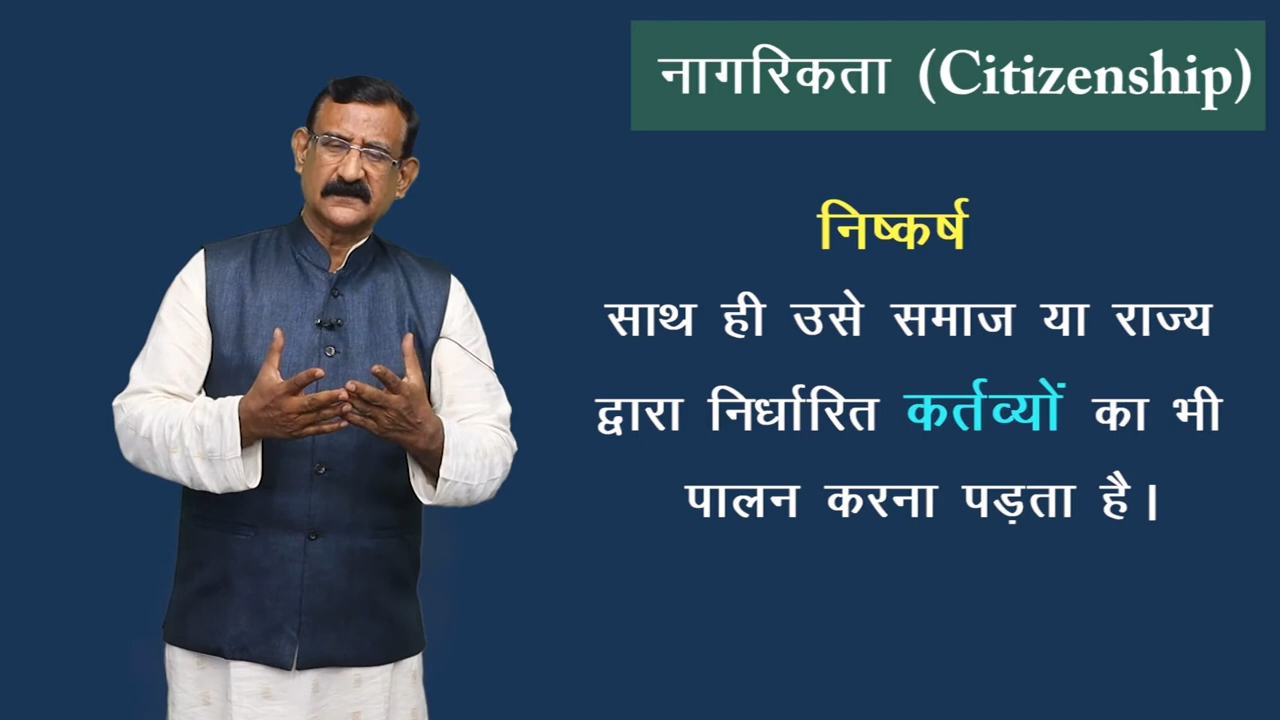 नागरिकता (Citizenship)
निष्कर्ष
साथ ही उसे समाज या राज्य
द्वारा निर्धारित कर्तव्यों का भी
पालन करना पड़ता है।